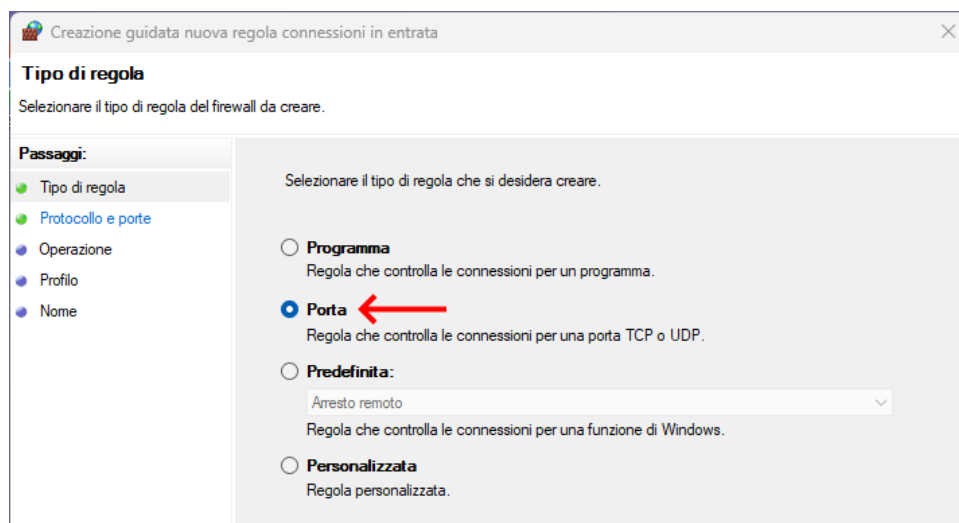 Creazione guidata nuova regola connessioni in entrata
Tipo di regola
Selezionare il tipo di regola del firewall da creare.
Passaggi:
Tipo di regola
Protocollo e porte
Operazione
Profilo
Nome
Selezionare il tipo di regola che si desidera creare.
Programma
Regola che controlla le connessioni per un programma.
Porta
Regola che controlla le connessioni per una porta TCP o UDP.
Predefinita:
Arresto remoto
Regola che controlla le connessioni per una funzione di Windows.
Personalizzata
Regola personalizzata.